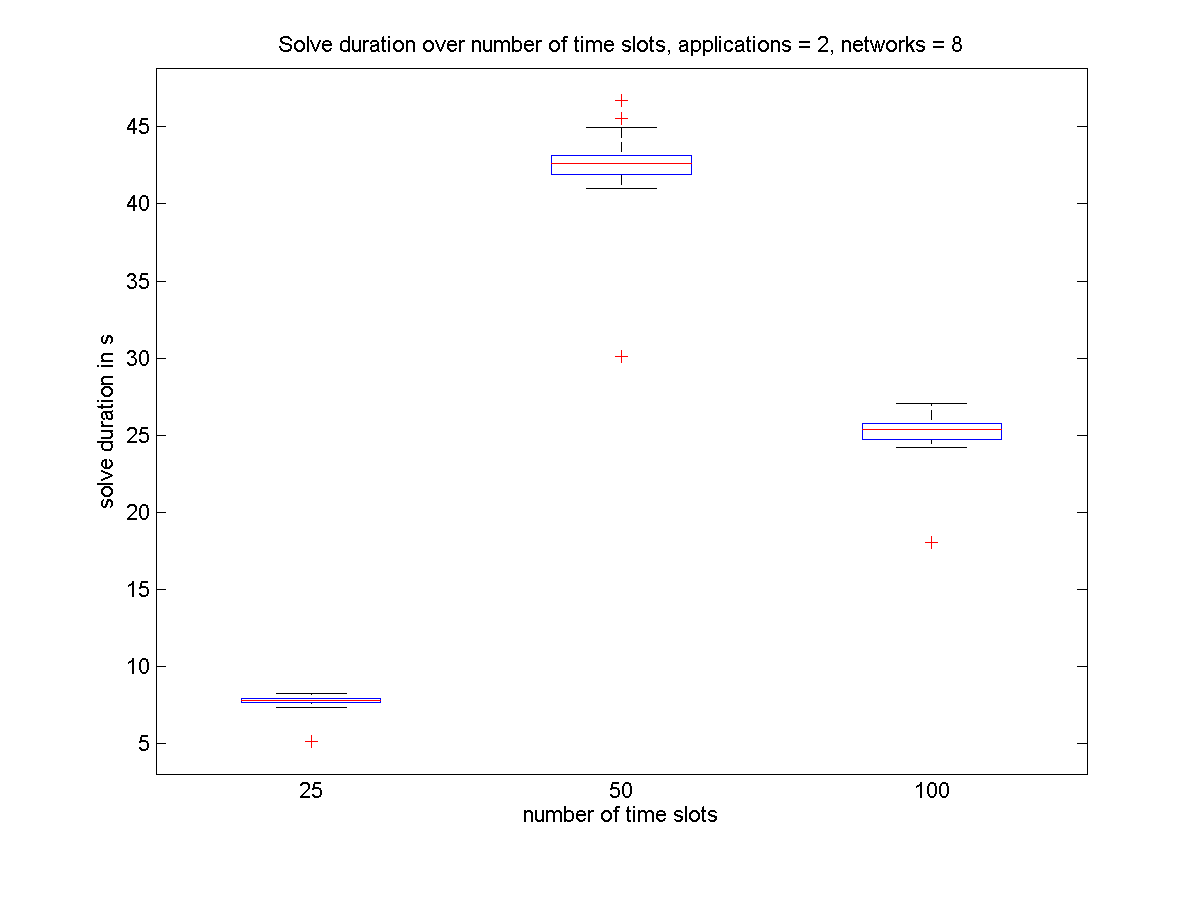 Solve duration over number of time slots, applications = 2, networks = 8
45
40
35
30
25
20
15
10
5
solve duration in s
25 50 100
number of time slots